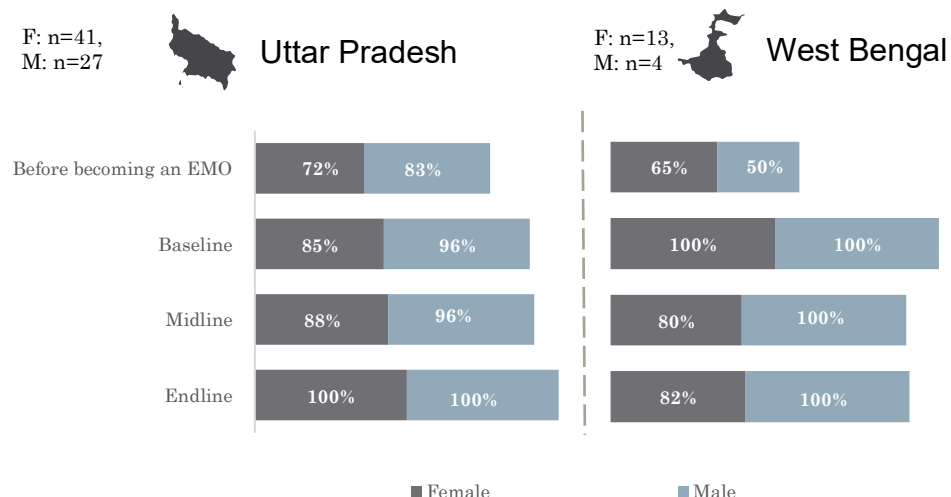 F: n=41,
M: n=27
Uttar Pradesh
F: n=13,
M: n=4
West Bengal
Before becoming an EMO
72% 83% 65% 50%
Baseline
85% 96% 100% 100%
Midline
88% 96% 80% 100%
Endline
100% 100% 82% 100%
Female Male